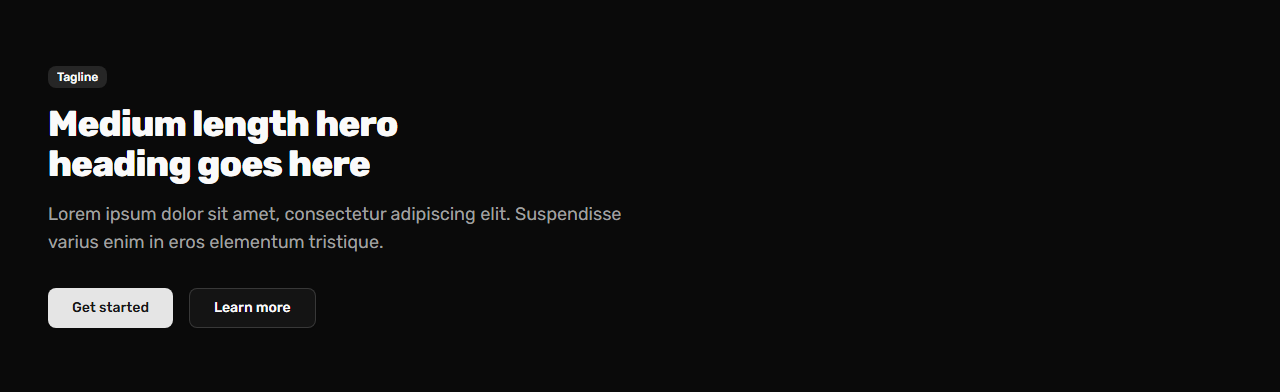 Tagline
Medium length hero
heading goes here
Lorem ipsum dolor sit amet, consectetur adipiscing elit. Suspendisse
varius enim in eros elementum tristique.
Get started
Learn more